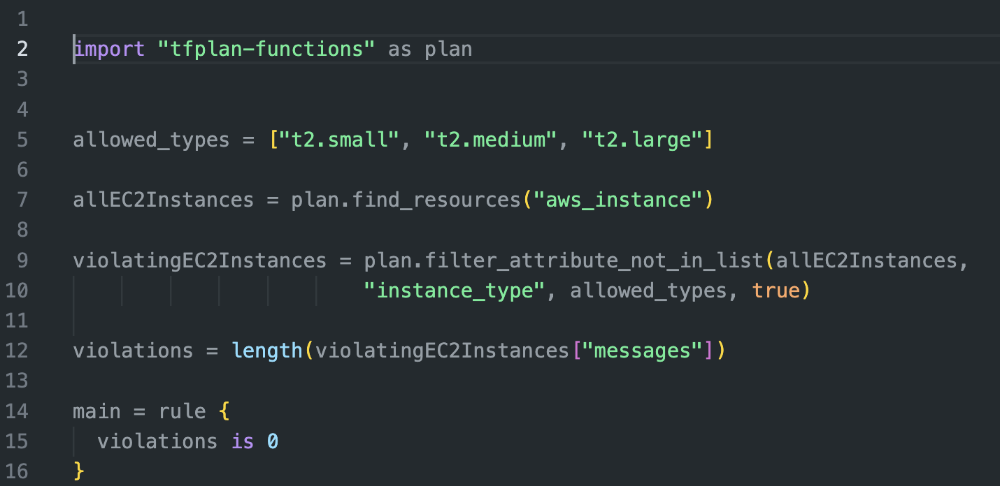 1
2 import "tfplan-functions" as plan
3
4
5 allowed_types = ["t2.small", "t2.medium", "t2.large"]
6
7 allEC2Instances = plan.find_resources("aws_instance")
8
9 violatingEC2Instances = plan.filter_attribute_not_in_list(allEC2Instances,
10                         "instance_type", allowed_types, true)
11
12 violations = length(violatingEC2Instances["messages"])
13
14 main = rule {
15   violations is 0
16 }